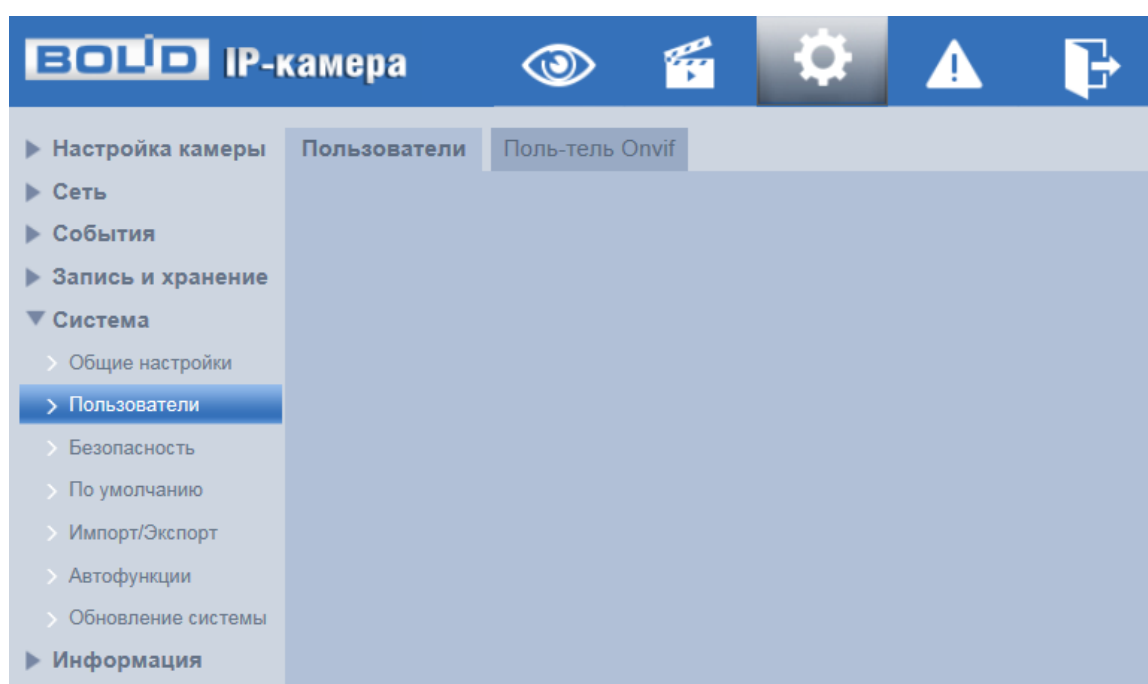 BOLID IP-камера
Настройка камеры
Сеть
События
Запись и хранение
Система
Общие настройки
Пользователи
Безопасность
По умолчанию
Импорт/Экспорт
Автофункции
Обновление системы
Информация
Пользователи Поль-тель Onvif